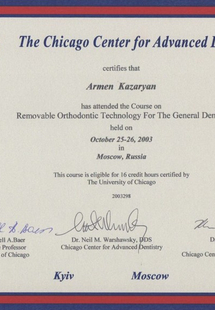 The Chicago Center for Advanced D
certifies that
Armen Kazaryan
has attended the Course on
Removable Orthodontic Technology For The General Den
held on
October 25-26, 2003
in
Moscow, Russia
This course is eligible for 16 credit hours certified by
The University of Chicago
2003298
ell A.Baer
Dr. Neil M. Warshawsky, DDS
D
Professor
Chicago Center for Advanced Dentistry
Chicago Cente
of Chicago
Kyiv
Moscow